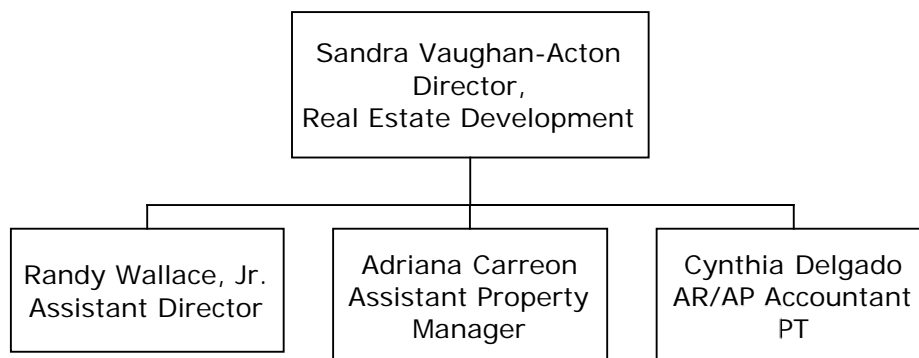 Sandra Vaughan-Acton
Director,
Real Estate Development
Randy Wallace, Jr.
Assistant Director
Adriana Carreon
Assistant Property
Manager
Cynthia Delgado
AR/AP Accountant
PT